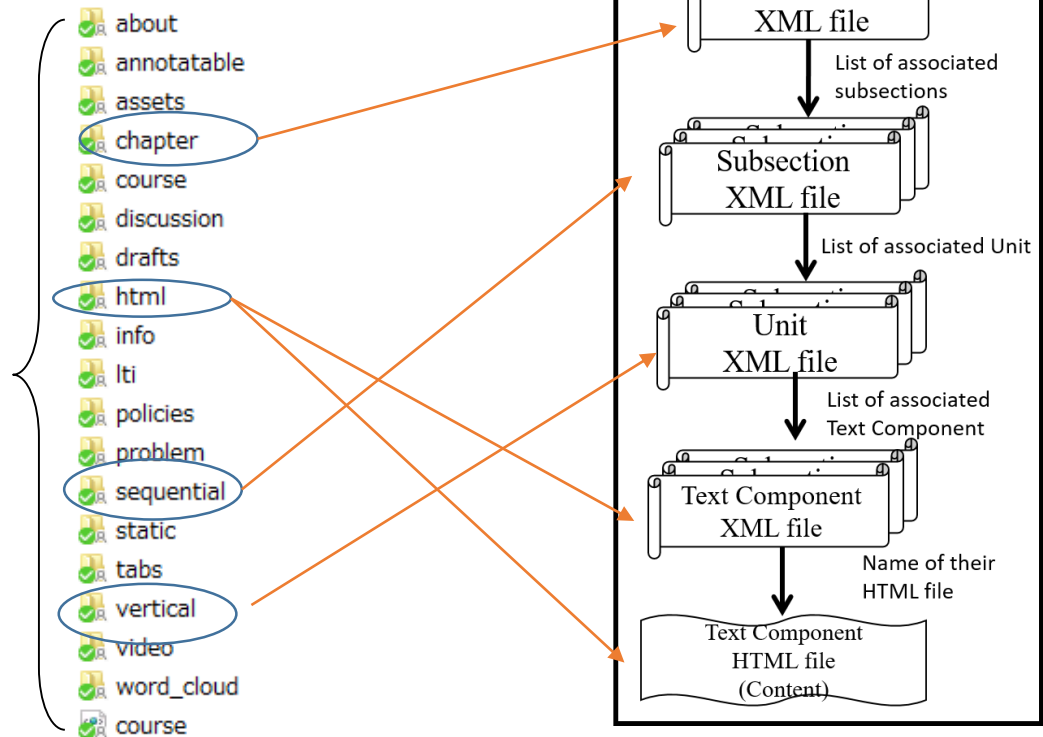 about
annotatable
assets
chapter
course
discussion
drafts
html
info
lti
policies
problem
sequential
static
tabs
vertical
video
word_cloud
course
XML file
List of associated
subsections
Subsection
XML file
List of associated Unit
Unit
XML file
List of associated
Text Component
Text Component
XML file
Name of their
HTML file
Text Component
HTML file
(Content)